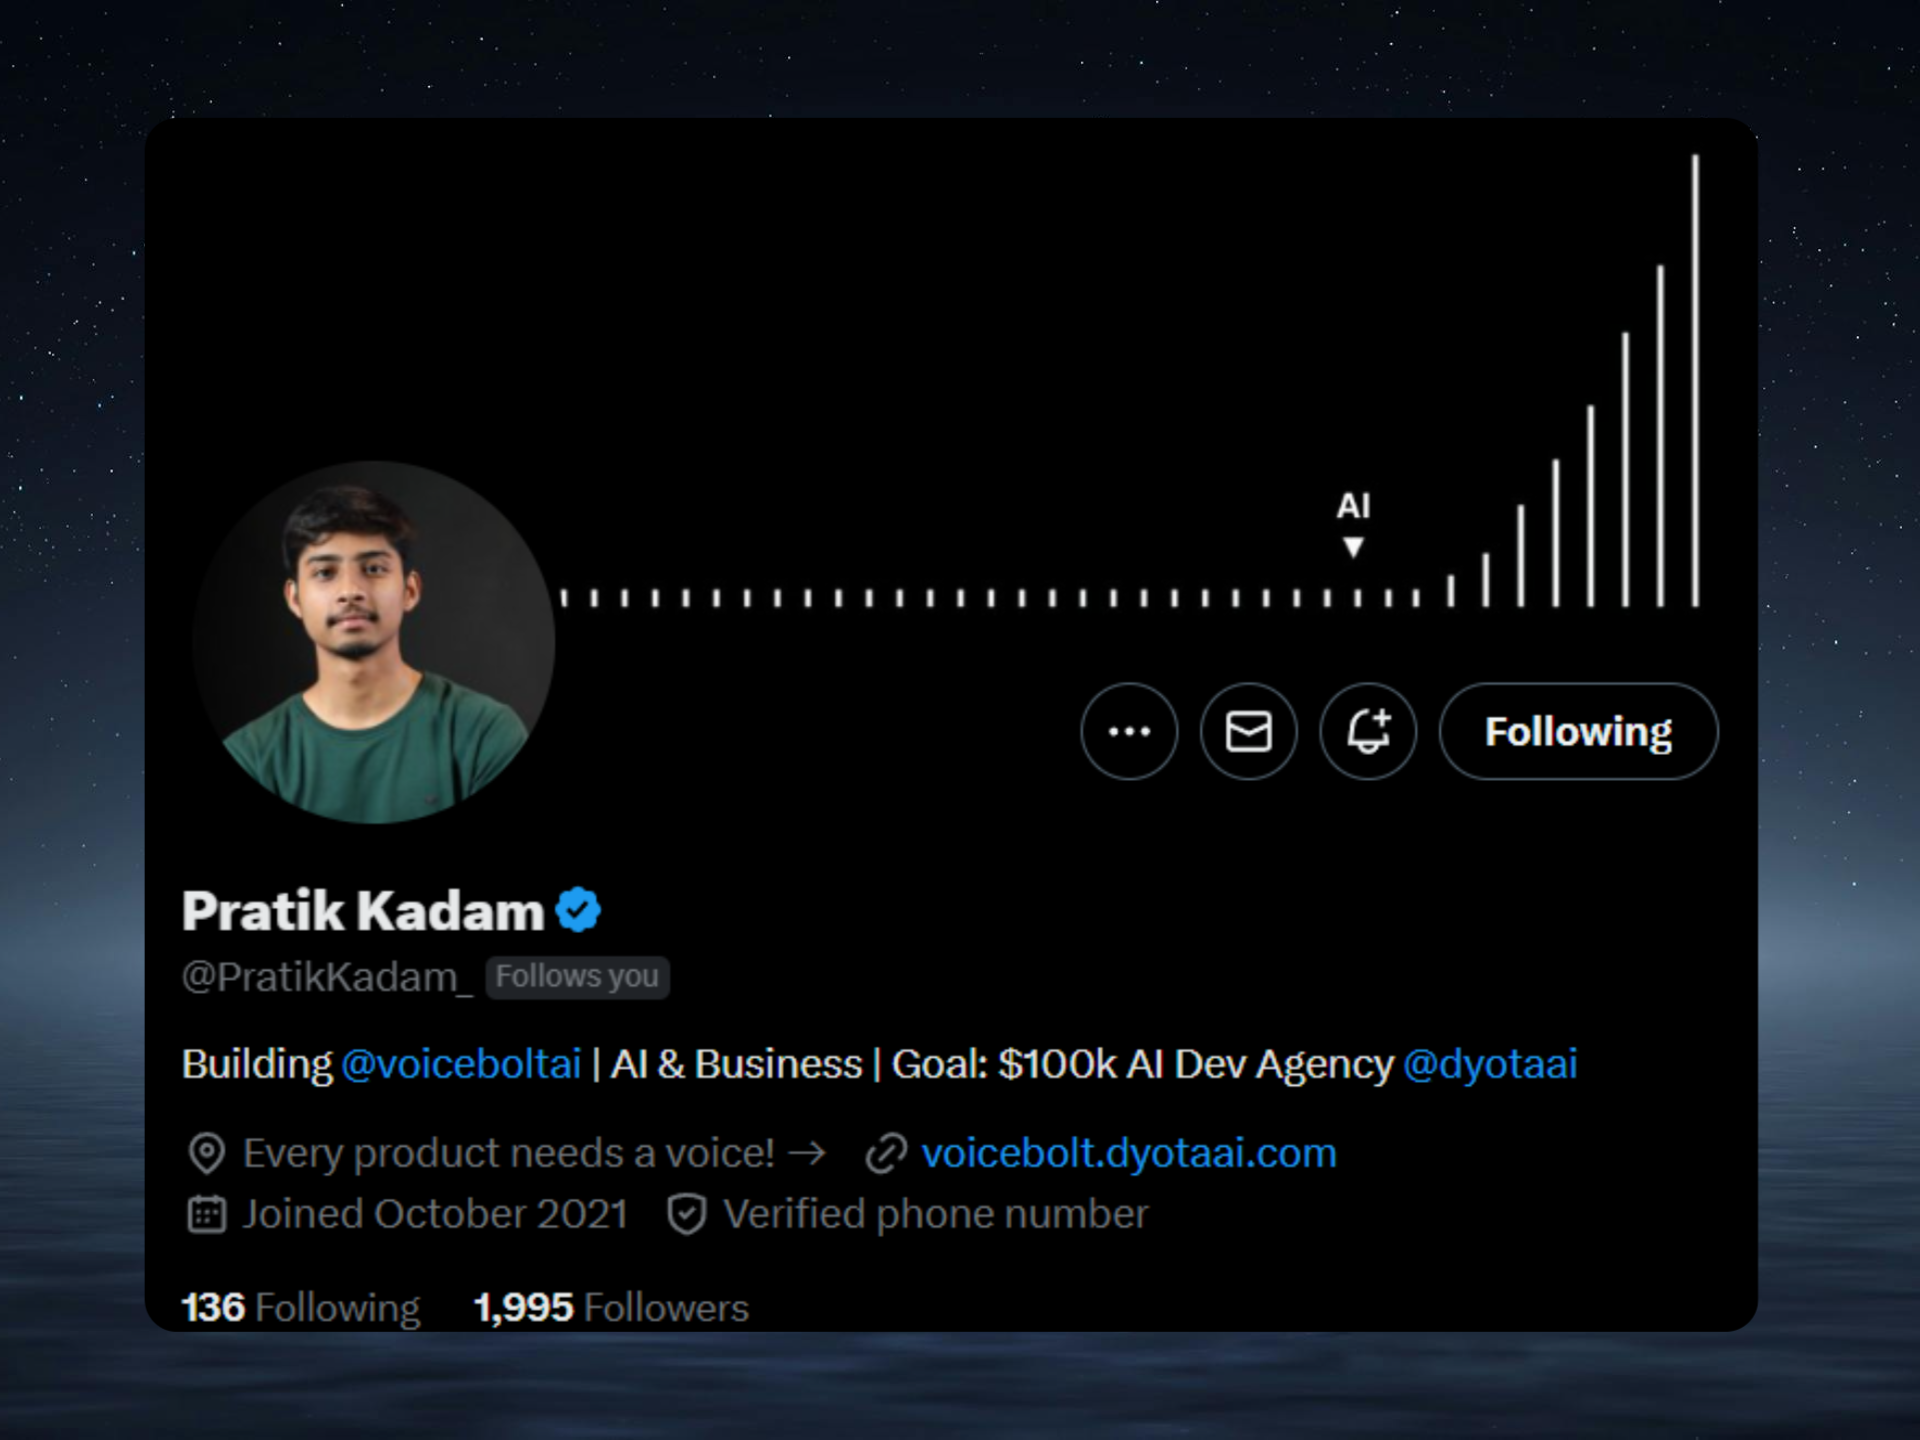 AI
Following
Pratik Kadam
@PratikKadam_ Follows you
Building @voiceboltai | AI & Business | Goal: $100k AI Dev Agency @dyotaai
Every product needs a voice! → voicebolt.dyotaai.com
Joined October 2021 Verified phone number
136 Following 1,995 Followers